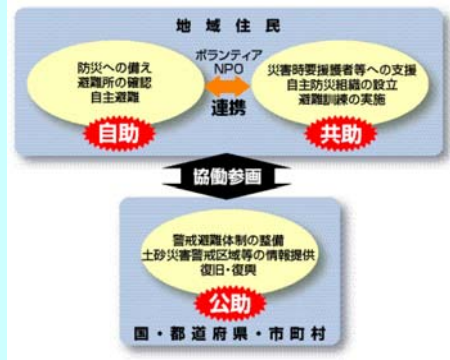 地域住民
防災への備え
避難所の確認
自主避難
自助
ボランティア
NPO
連携
災害時要援護者等への支援
自主防災組織の設立
避難訓練の実施
共助
協働参画
警戒避難体制の整備
土砂災害警戒区域等の情報提供
復旧・復興
公助
国・都道府県・市町村